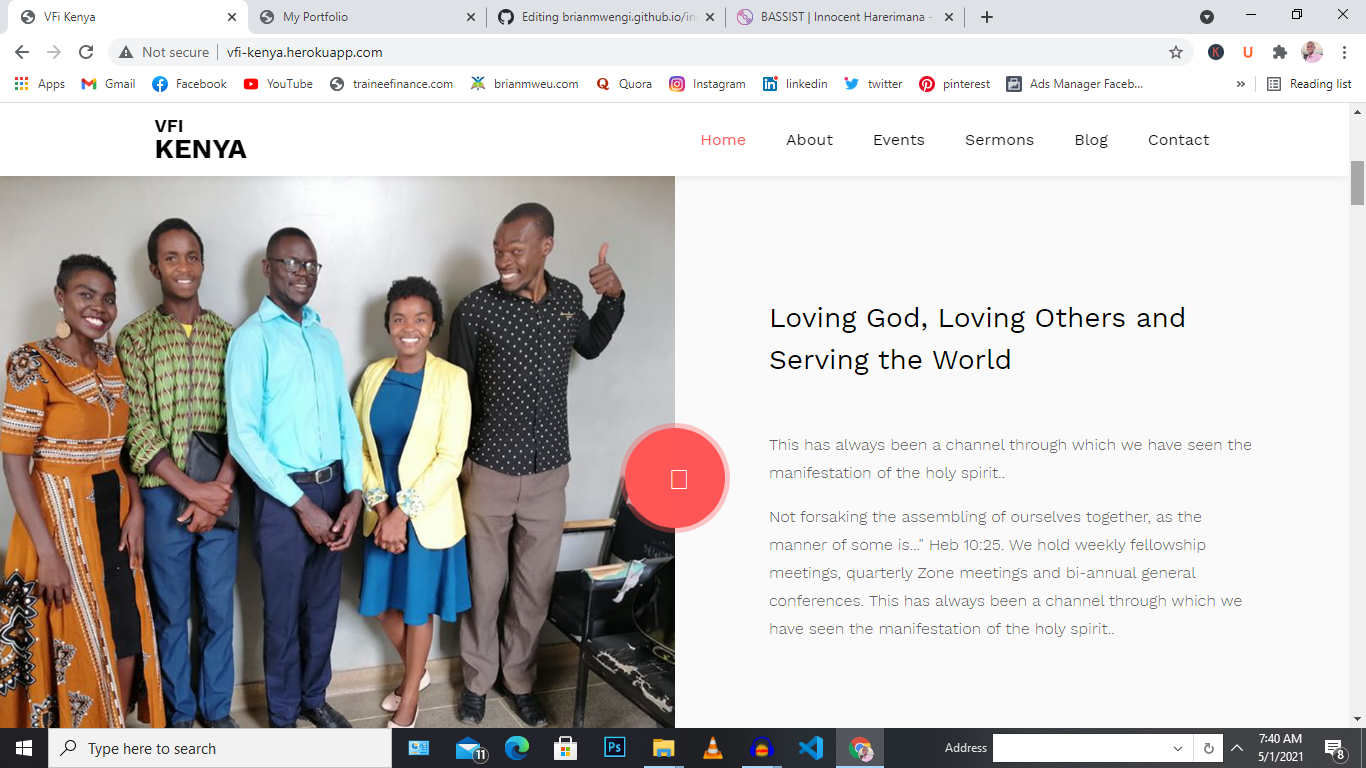 VFi Kenya
My Portfolio
Editing brianmwengi.github.io/in
BASSIST | Innocent Harerimana -
Not secure
vfi-kenya.herokuapp.com
Apps
Gmail
Facebook
YouTube
traineefinance.com
brianmweu.com
Quora
Instagram
linkedin
twitter
pinterest
Ads Manager Faceb...
»
Reading list
VFI
KENYA
Home
About
Events
Sermons
Blog
Contact
Loving God, Loving Others and
Serving the World
This has always been a channel through which we have seen the
manifestation of the holy spirit..
Not forsaking the assembling of ourselves together, as the
manner of some is..." Heb 10:25. We hold weekly fellowship
meetings, quarterly Zone meetings and bi-annual general
conferences. This has always been a channel through which we
have seen the manifestation of the holy spirit..
Type here to search
11
Ps
Address
7:40 AM
5/1/2021
8